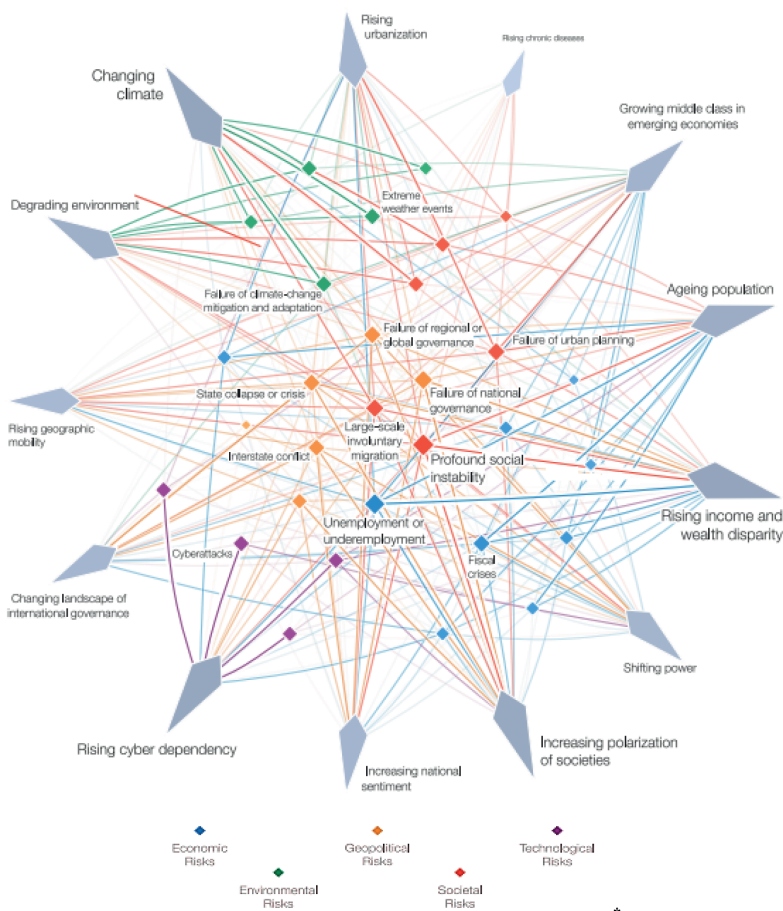 Rising
urbanization
Rising chronic diseases
Changing
climate
Growing middle class in
emerging economies
Degrading environment
Extreme
weather events
Failure of climate-change
mitigation and adaptation
Ageing population
Failure of regional or
global governance
Failure of urban planning
State collapse or crisis
Failure of national
governance
Rising geographic
mobility
Large-scale
involuntary
migration
Interstate conflict
Profound social
instability
Unemployment or
underemployment
Rising income and
wealth disparity
Cyberattacks
Fiscal
crises
Changing landscape of
international governance
Shifting power
Rising cyber dependency
Increasing polarization
of societies
Increasing national
sentiment
Economic
Risks
Geopolitical
Risks
Technological
Risks
Environmental
Risks
Societal
Risks
*